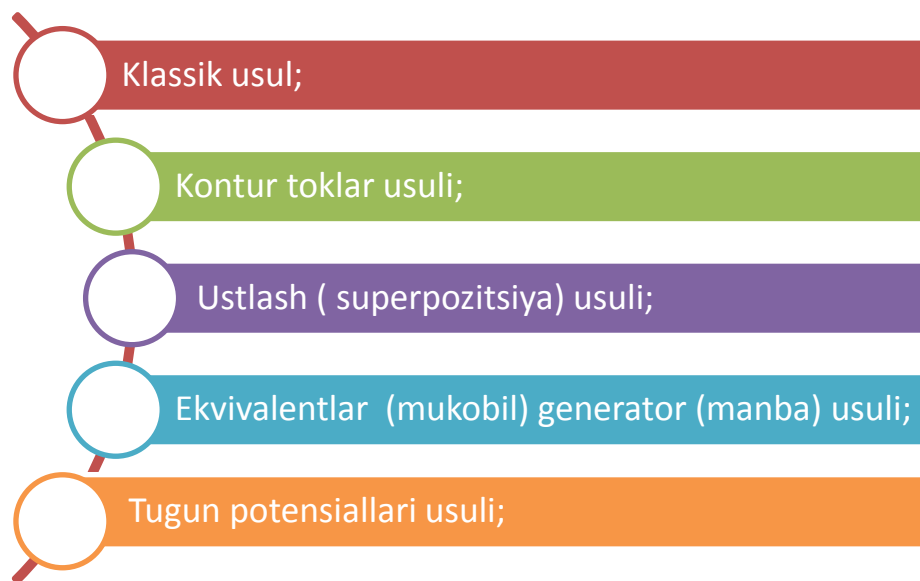 Klassik usul;
Kontur toklar usuli;
Ustlash ( superpozitsiya) usuli;
Ekvivalentlar (mukobil) generator (manba) usuli;
Tugun potensiallari usuli;